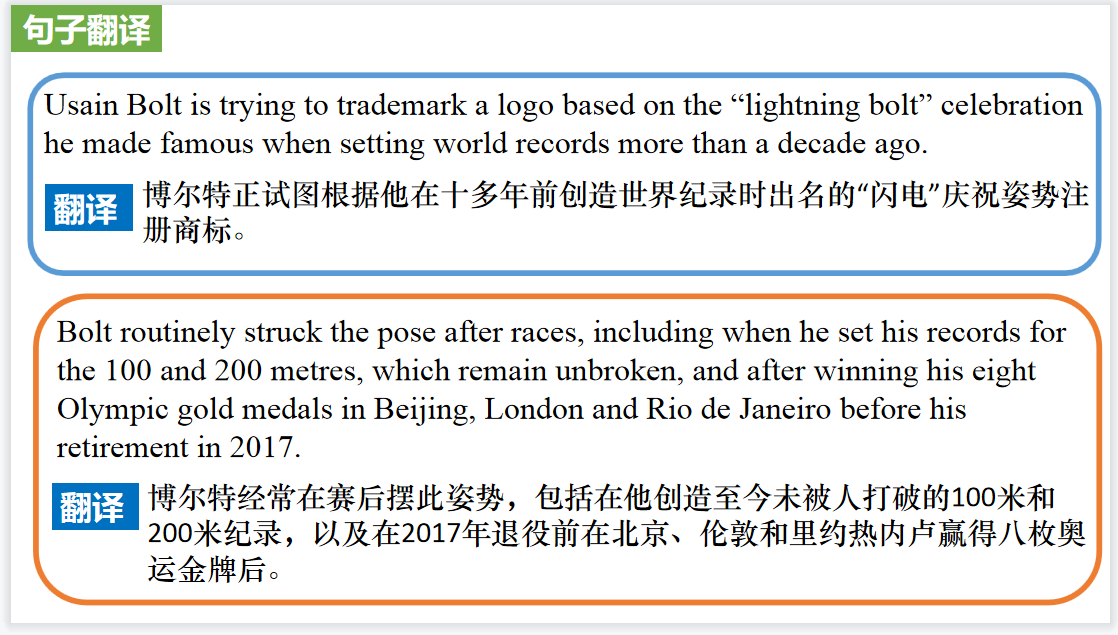 句子翻译
Usain Bolt is trying to trademark a logo based on the “lightning bolt” celebration
he made famous when setting world records more than a decade ago.
翻译
博尔特正试图根据他在十多年前创造世界纪录时出名的“闪电”庆祝姿势注
册商标。
Bolt routinely struck the pose after races, including when he set his records for
the 100 and 200 metres, which remain unbroken, and after winning his eight
Olympic gold medals in Beijing, London and Rio de Janeiro before his
retirement in 2017.
翻译
博尔特经常在赛后摆此姿势，包括在他创造至今未被人打破的100米和
200米纪录，以及在2017年退役前在北京、伦敦和里约热内卢赢得八枚奥
运金牌后。